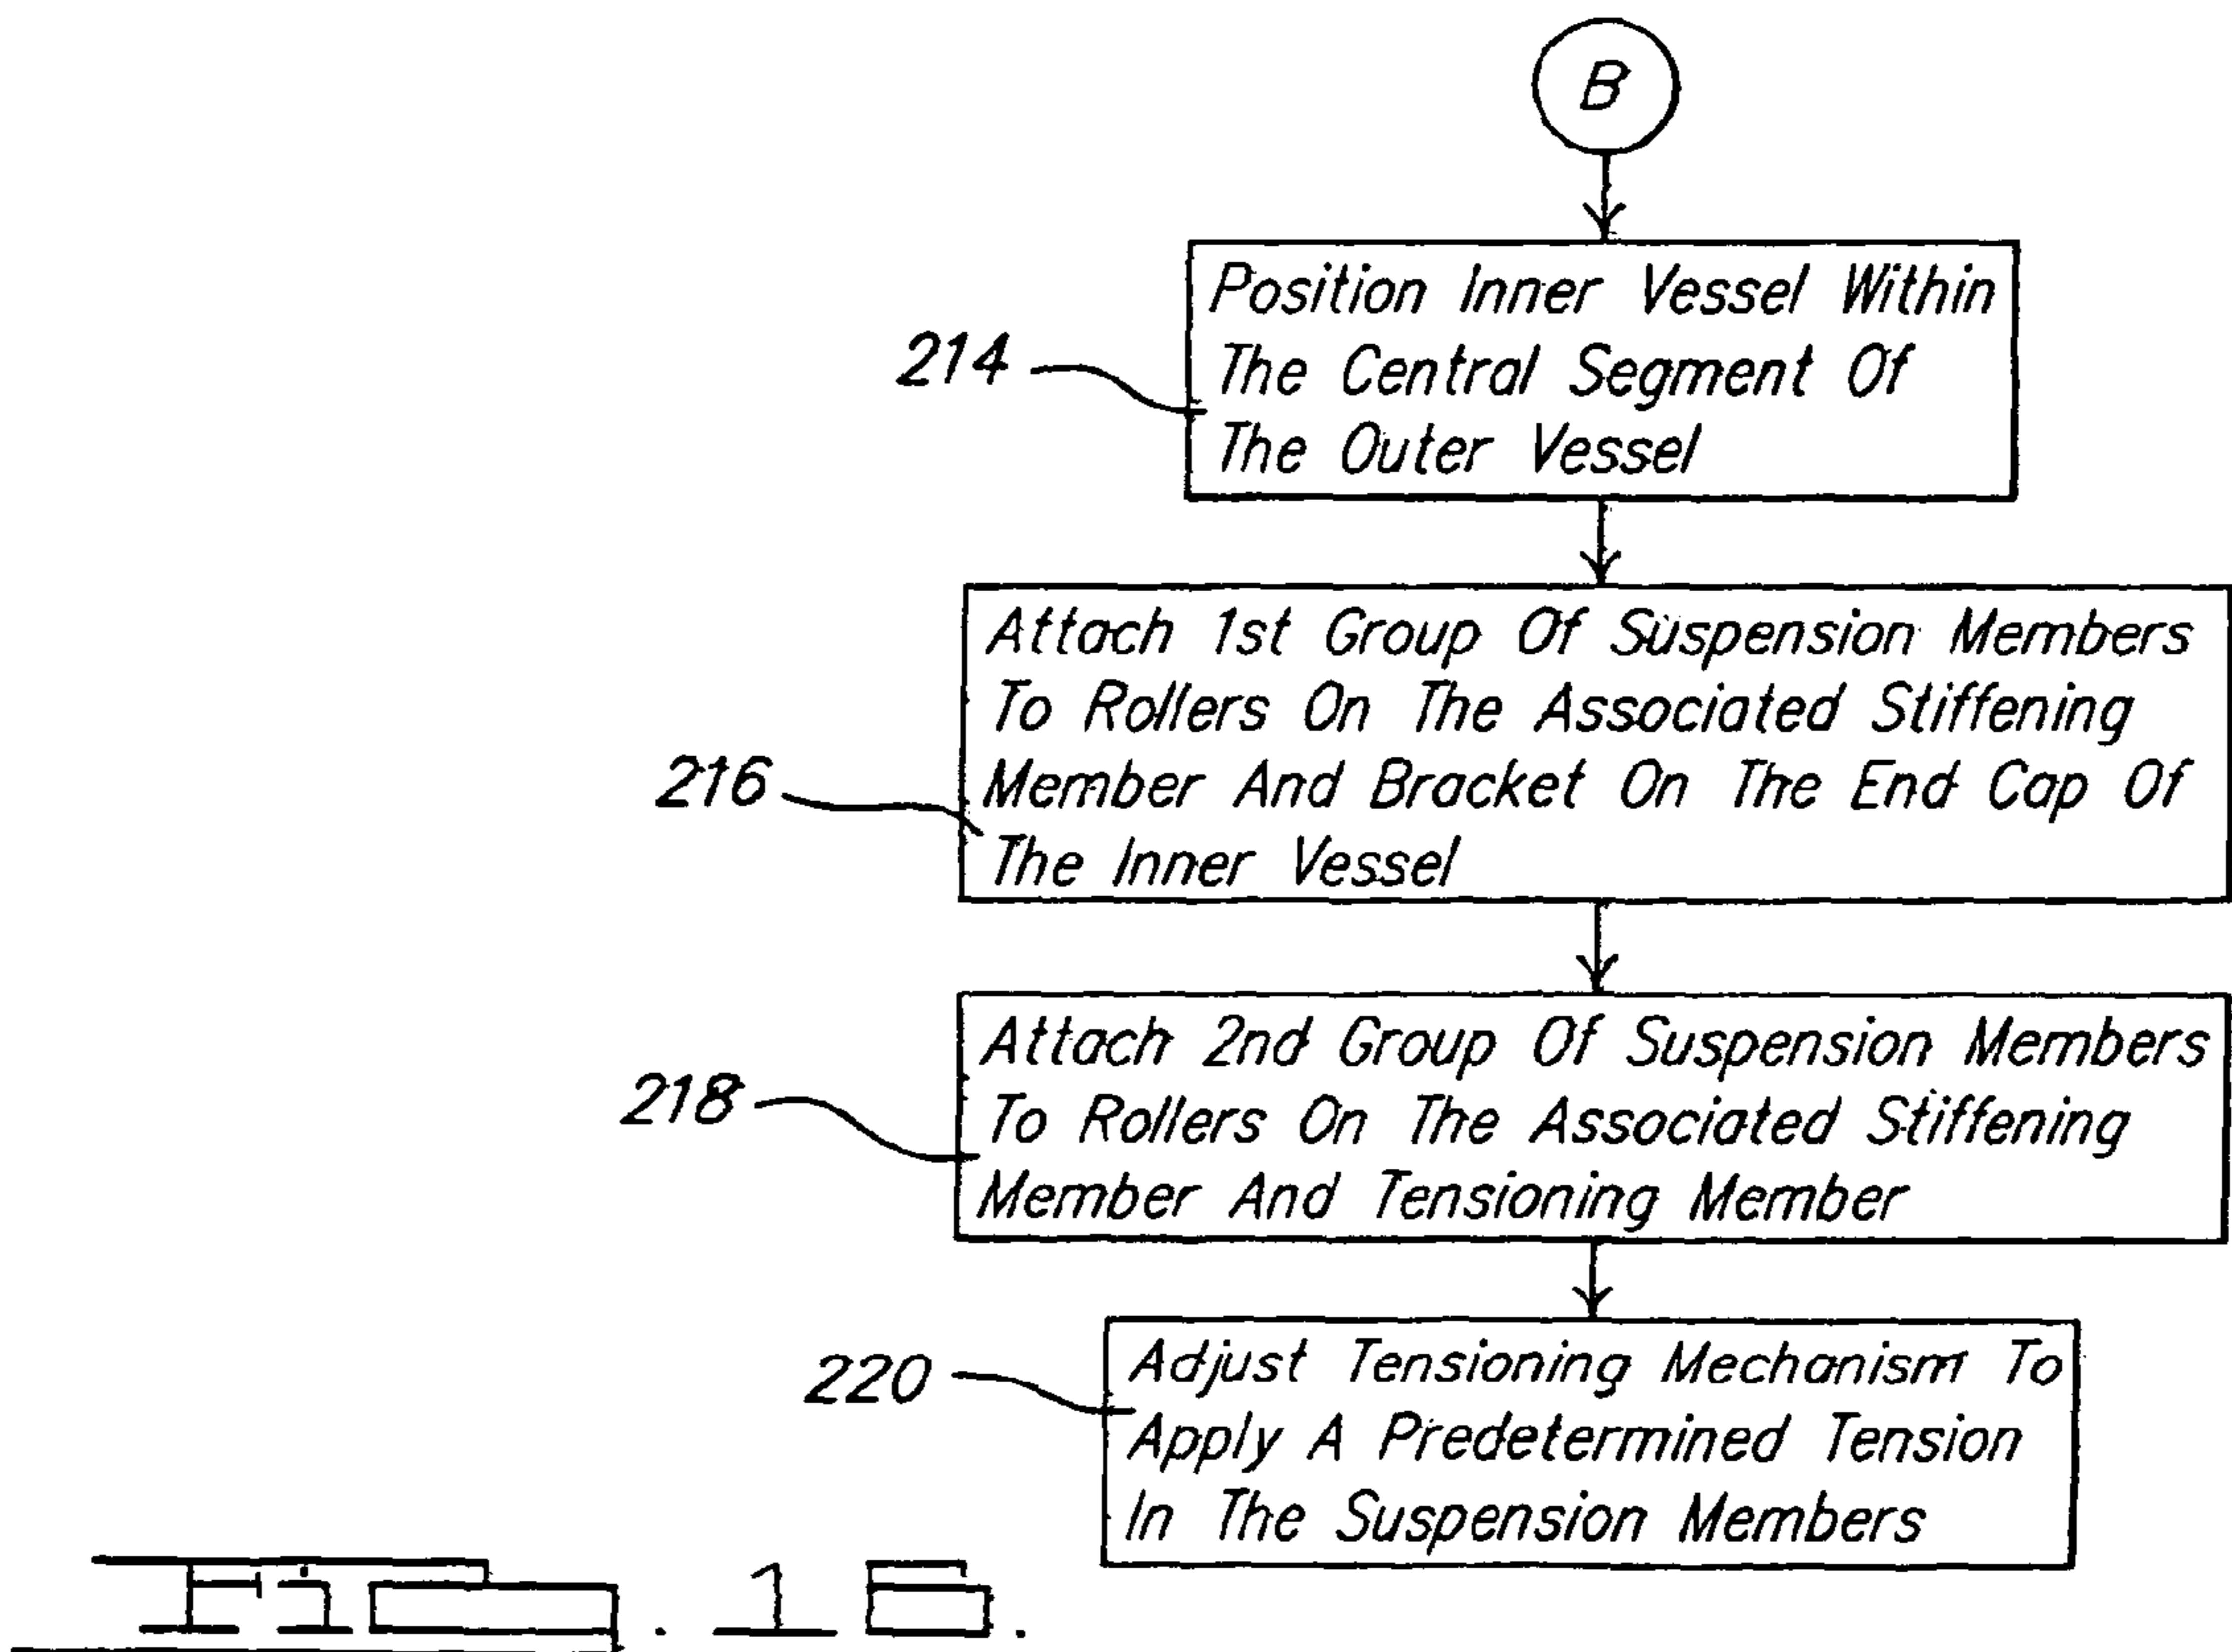 B
Position Inner Vessel Within
The Central Segment Of
The Outer Vessel
214
Attach 1st Group Of Suspension Members
To Rollers On The Associated Stiffening
Member And Bracket On The End Cap Of
The Inner Vessel
216
Attach 2nd Group Of Suspension Members
To Rollers On The Associated Stiffening
Member And Tensioning Member
218
Adjust Tensioning Mechanism To
Apply A Predetermined Tension
In The Suspension Members
220
Fig. 16.